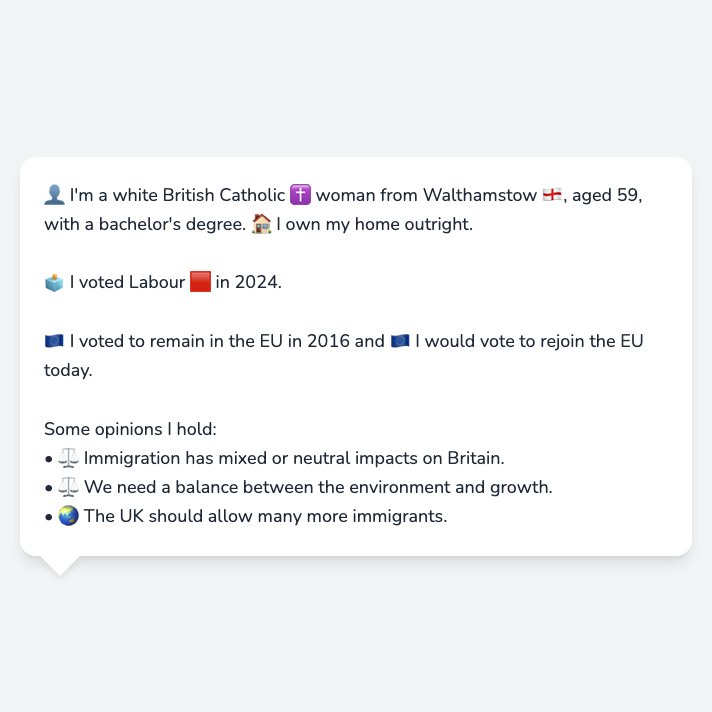 👤 I'm a white British Catholic ✝️ woman from Walthamstow 🏴󠁧󠁢󠁥󠁮󠁧󠁿, aged 59,
with a bachelor's degree. 🏠 I own my home outright.
🗳️ I voted Labour 🟥 in 2024.
🇪🇺 I voted to remain in the EU in 2016 and 🇪🇺 I would vote to rejoin the EU
today.
Some opinions I hold:
• ⚖️ Immigration has mixed or neutral impacts on Britain.
• ⚖️ We need a balance between the environment and growth.
• 🌏 The UK should allow many more immigrants.